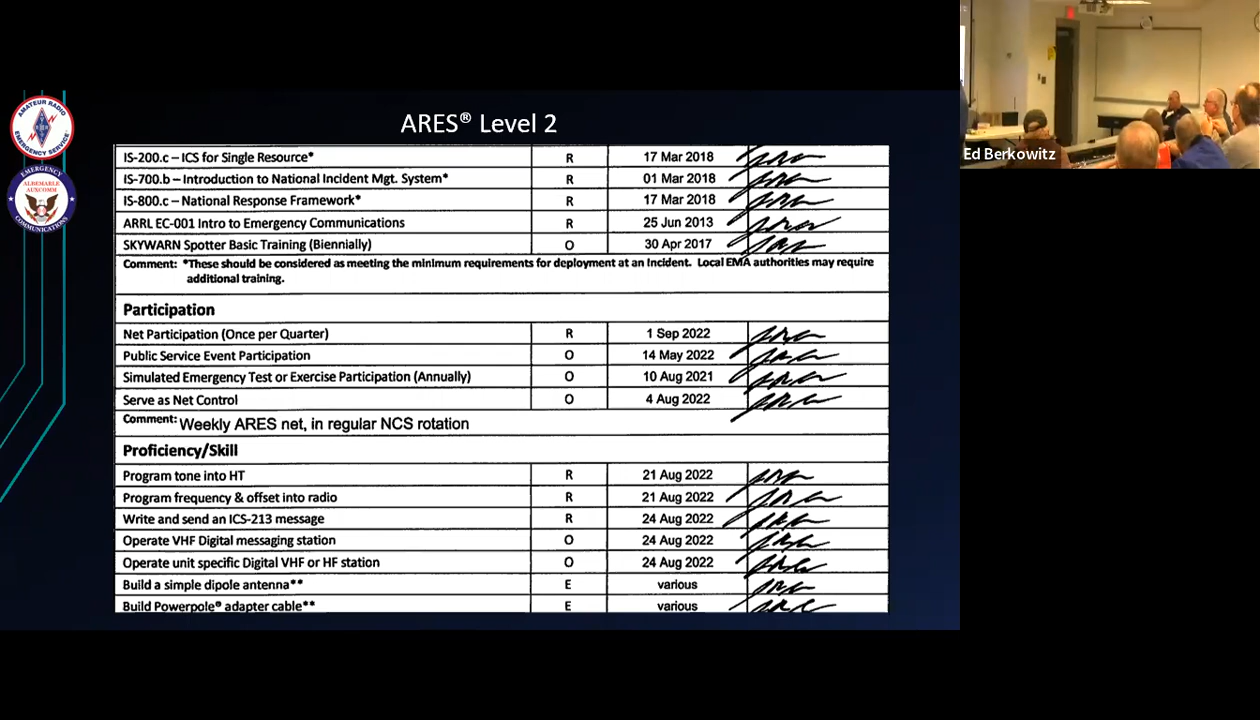 AMATEUR RADIO
EMERGENCY SERVICE
EMERGENCY
ALBEMARLE
AUXCOMM
COMMUNICATIONS
ARES® Level 2
IS-200.c – ICS for Single Resource* R 17 Mar 2018
IS-700.b – Introduction to National Incident Mgt. System* R 01 Mar 2018
IS-800.c – National Response Framework* R 17 Mar 2018
ARRL EC-001 Intro to Emergency Communications R 25 Jun 2013
SKYWARN Spotter Basic Training (Biennially) O 30 Apr 2017
Comment: *These should be considered as meeting the minimum requirements for deployment at an Incident. Local EMA authorities may require
additional training.
Participation
Net Participation (Once per Quarter) R 1 Sep 2022
Public Service Event Participation O 14 May 2022
Simulated Emergency Test or Exercise Participation (Annually) O 10 Aug 2021
Serve as Net Control O 4 Aug 2022
Comment: Weekly ARES net, in regular NCS rotation
Proficiency/Skill
Program tone into HT R 21 Aug 2022
Program frequency & offset into radio R 21 Aug 2022
Write and send an ICS-213 message R 24 Aug 2022
Operate VHF Digital messaging station O 24 Aug 2022
Operate unit specific Digital VHF or HF station O 24 Aug 2022
Build a simple dipole antenna** E various
Build Powerpole® adapter cable** E various
Ed Berkowitz